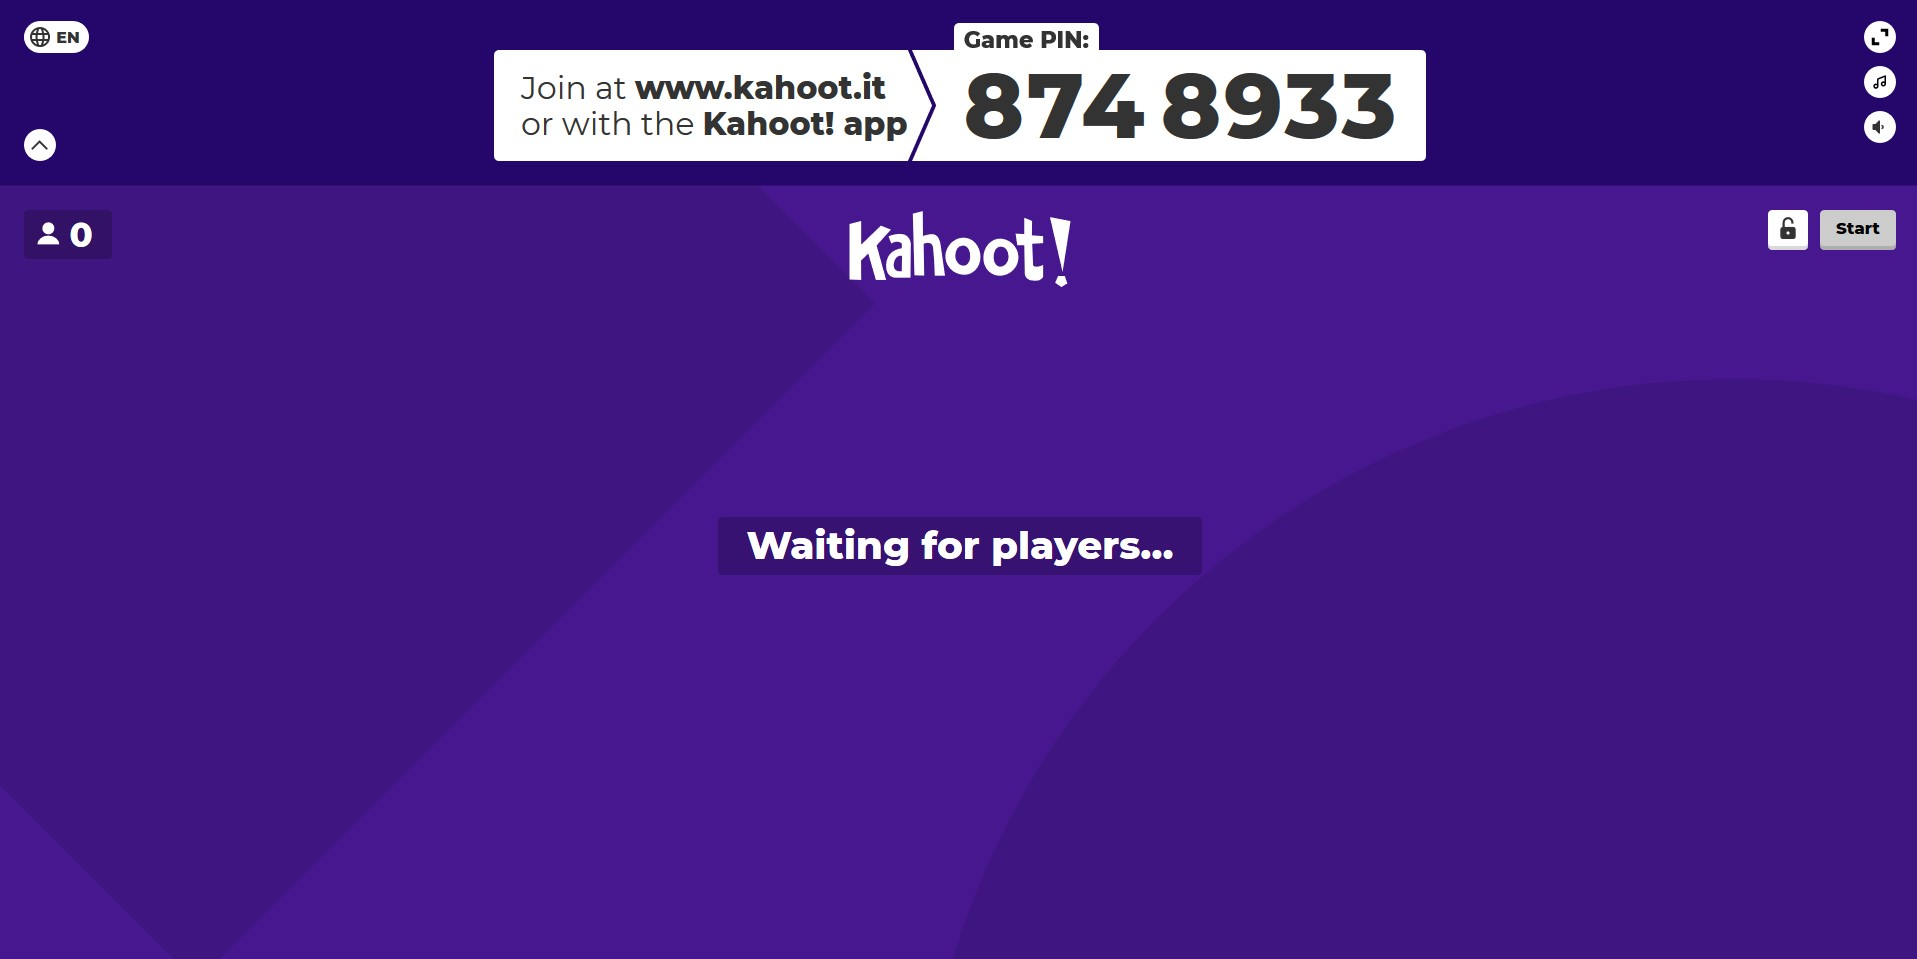 EN
Game PIN:
Join at www.kahoot.it
or with the Kahoot! app
874 8933
0
Kahoot!
Start
Waiting for players...